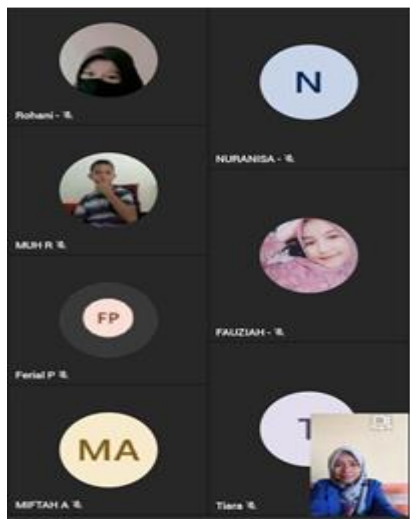 Rohani -
N
NURANISA -
MUH R
FAUZIAH -
FP
Ferial P
MA
MIFTAH A
T
Tiara